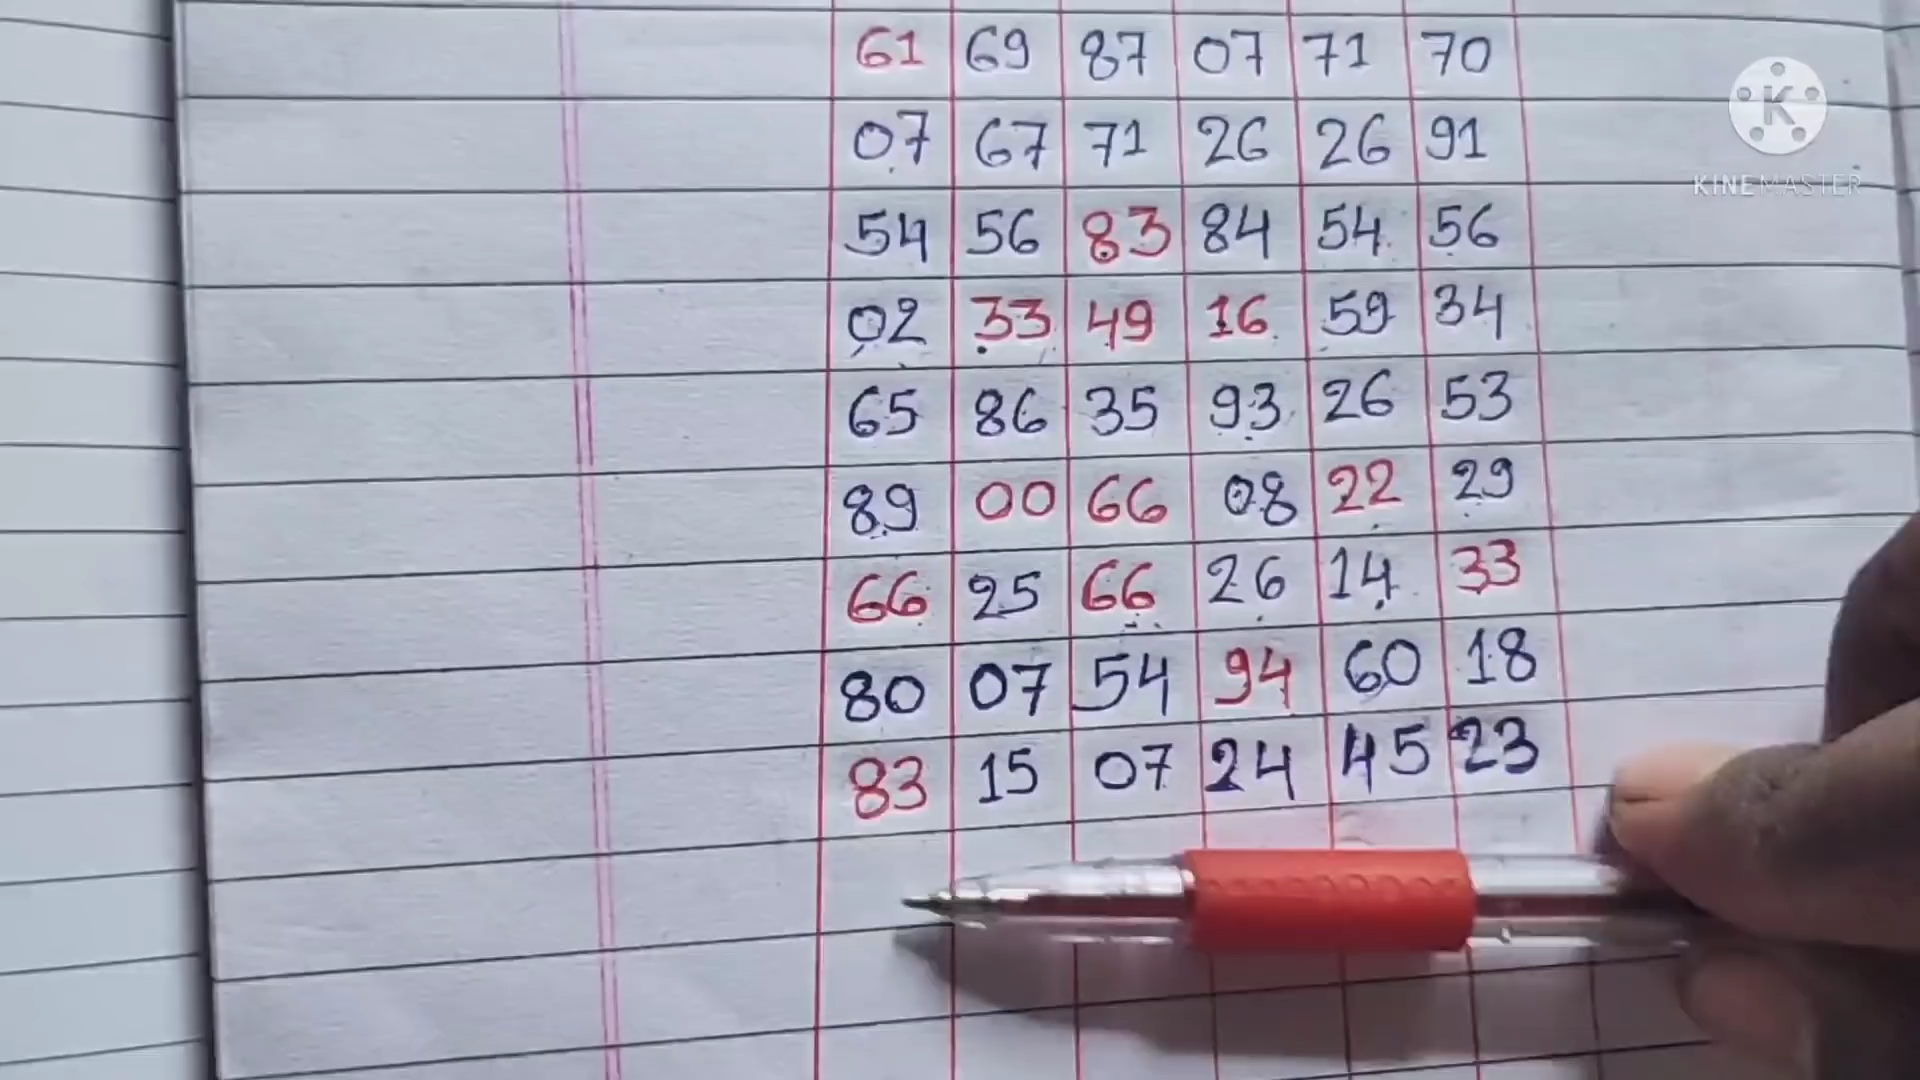 61 69 87 07 71 70
07 67 71 26 26 91
54 56 83 84 54 56
02 33 49 16 59 34
65 86 35 93 26 53
89 00 66 08 22 29
66 25 66 26 14 33
80 07 54 94 60 18
83 15 07 24 45 23
K
KINEMASTER